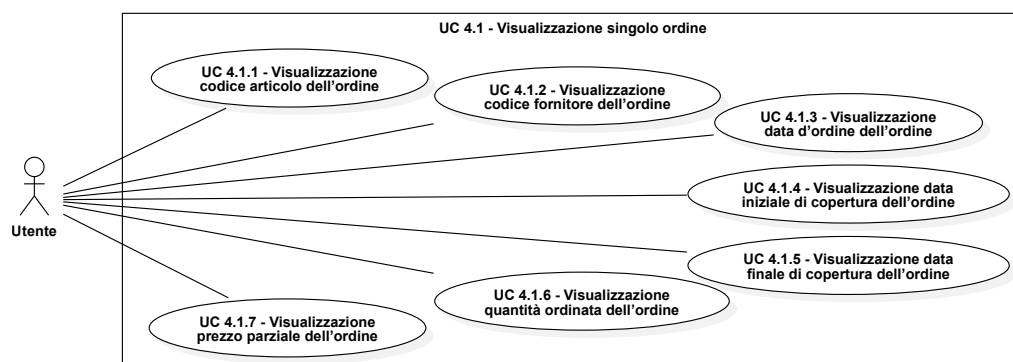 UC 4.1 - Visualizzazione singolo ordine
UC 4.1.1 - Visualizzazione
codice articolo dell'ordine
UC 4.1.2 - Visualizzazione
codice fornitore dell'ordine
UC 4.1.3 - Visualizzazione
data d'ordine dell'ordine
UC 4.1.4 - Visualizzazione data
iniziale di copertura dell'ordine
Utente
UC 4.1.5 - Visualizzazione data
finale di copertura dell'ordine
UC 4.1.6 - Visualizzazione
quantità ordinata dell'ordine
UC 4.1.7 - Visualizzazione
prezzo parziale dell'ordine